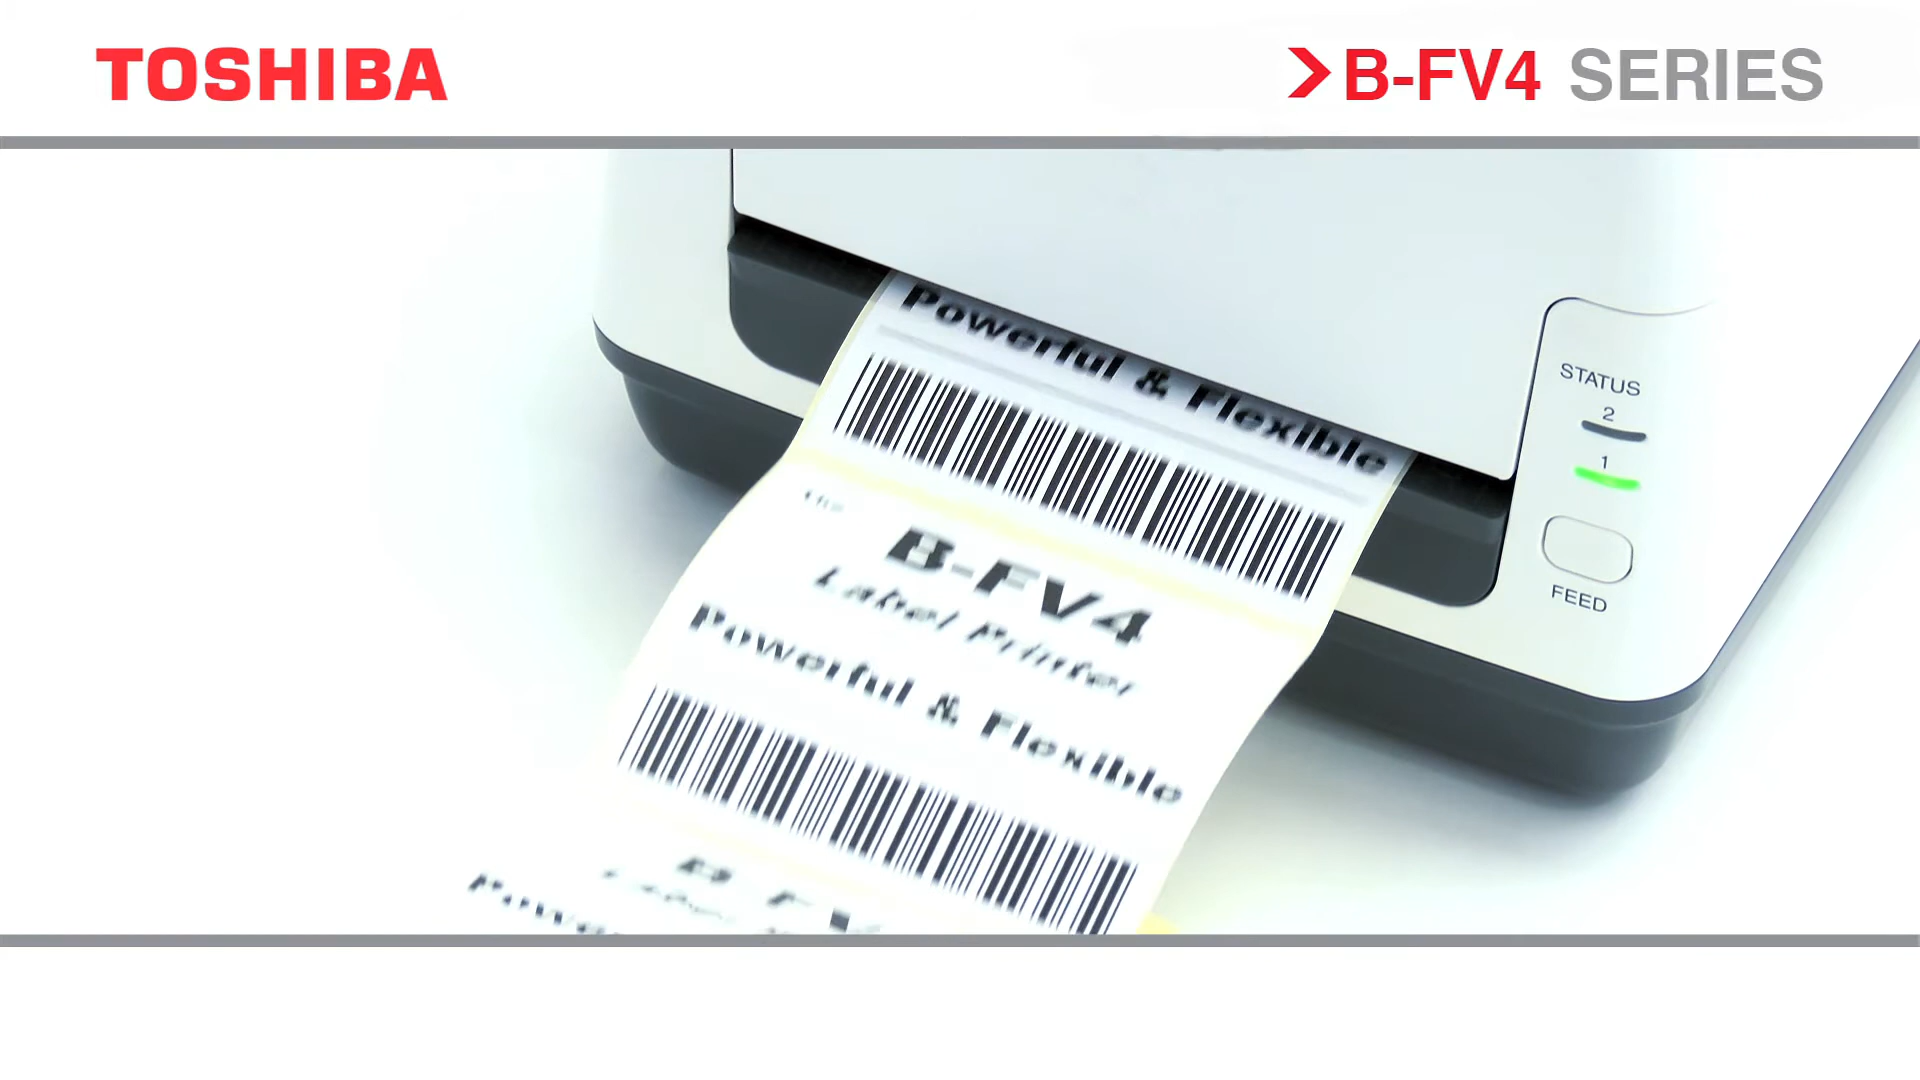 TOSHIBA
B-FV4 SERIES
Powerful & Flexible
STATUS
2
1
FEED
B-FV4
Label Printer
Powerful & Flexible